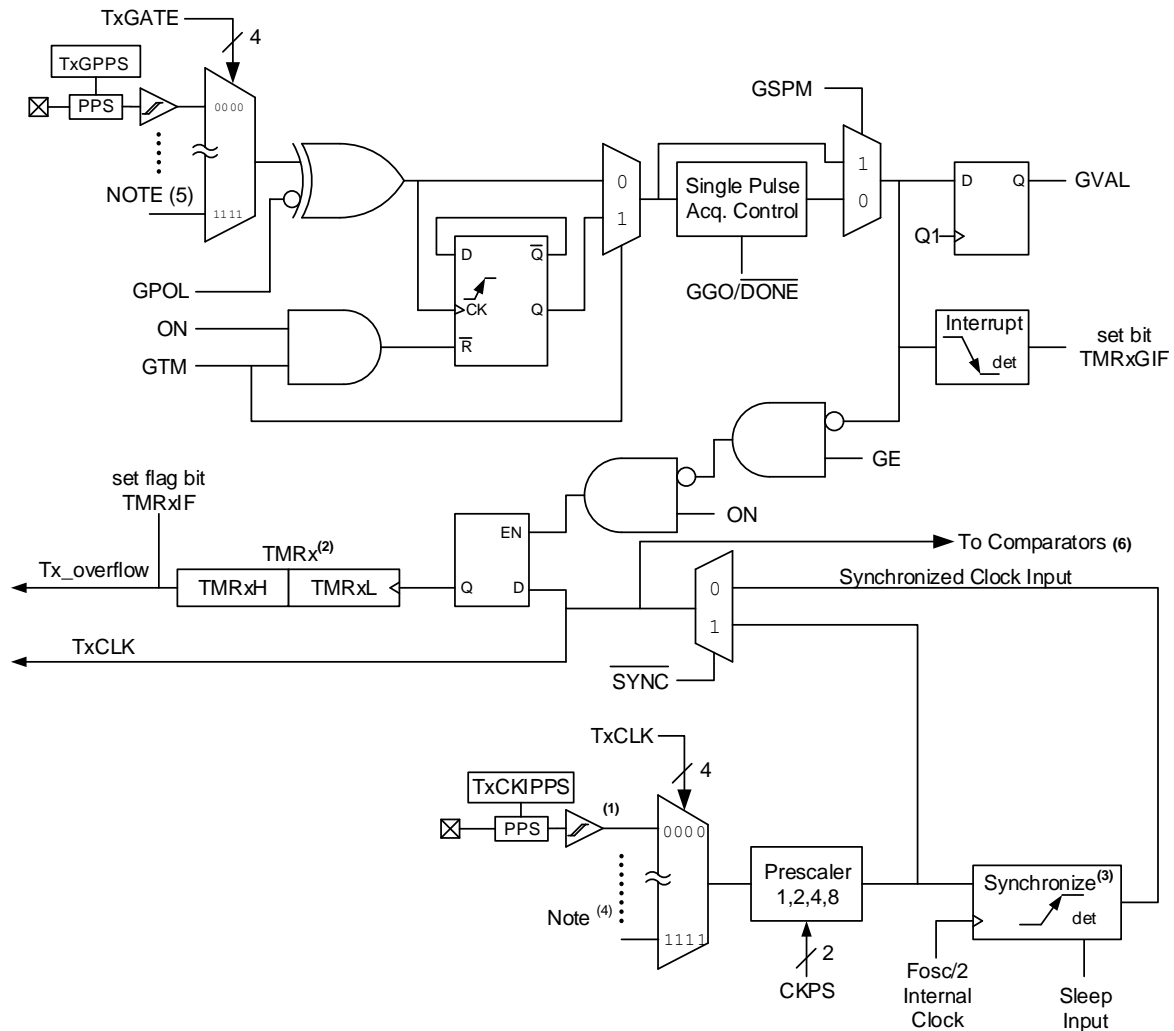 TxGATE
4
TxGPPS
PPS
0000
NOTE (5)
1111
GPOL
ON
GTM
D
Q
CK
Q
R
0
1
GSPM
Single Pulse
Acq. Control
GGO/DONE
1
0
D
Q
Q1
GVAL
Interrupt
det
set bit
TMRxGIF
GE
ON
set flag bit
TMRxIF
TMRx(2)
Tx_overflow
TMRxH
TMRxL
EN
Q
D
TxCLK
To Comparators (6)
Synchronized Clock Input
0
1
SYNC
TxCLK
4
TxCKIPPS
PPS
(1)
0000
Note (4)
1111
Prescaler
1,2,4,8
2
CKPS
Synchronize(3)
det
Fosc/2
Internal
Clock
Sleep
Input